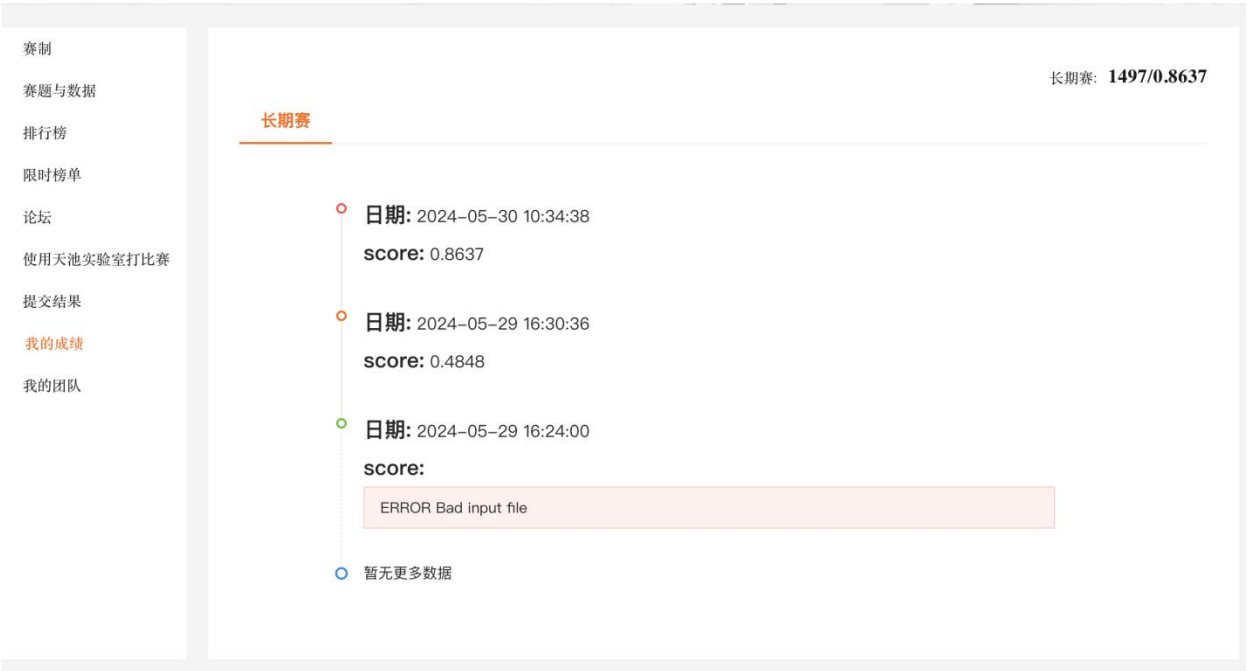 赛制
赛题与数据
排行榜
限时榜单
论坛
使用天池实验室打比赛
提交结果
我的成绩
我的团队
长期赛: 1497/0.8637
长期赛
日期: 2024-05-30 10:34:38
score: 0.8637
日期: 2024-05-29 16:30:36
score: 0.4848
日期: 2024-05-29 16:24:00
score:
ERROR Bad input file
暂无更多数据